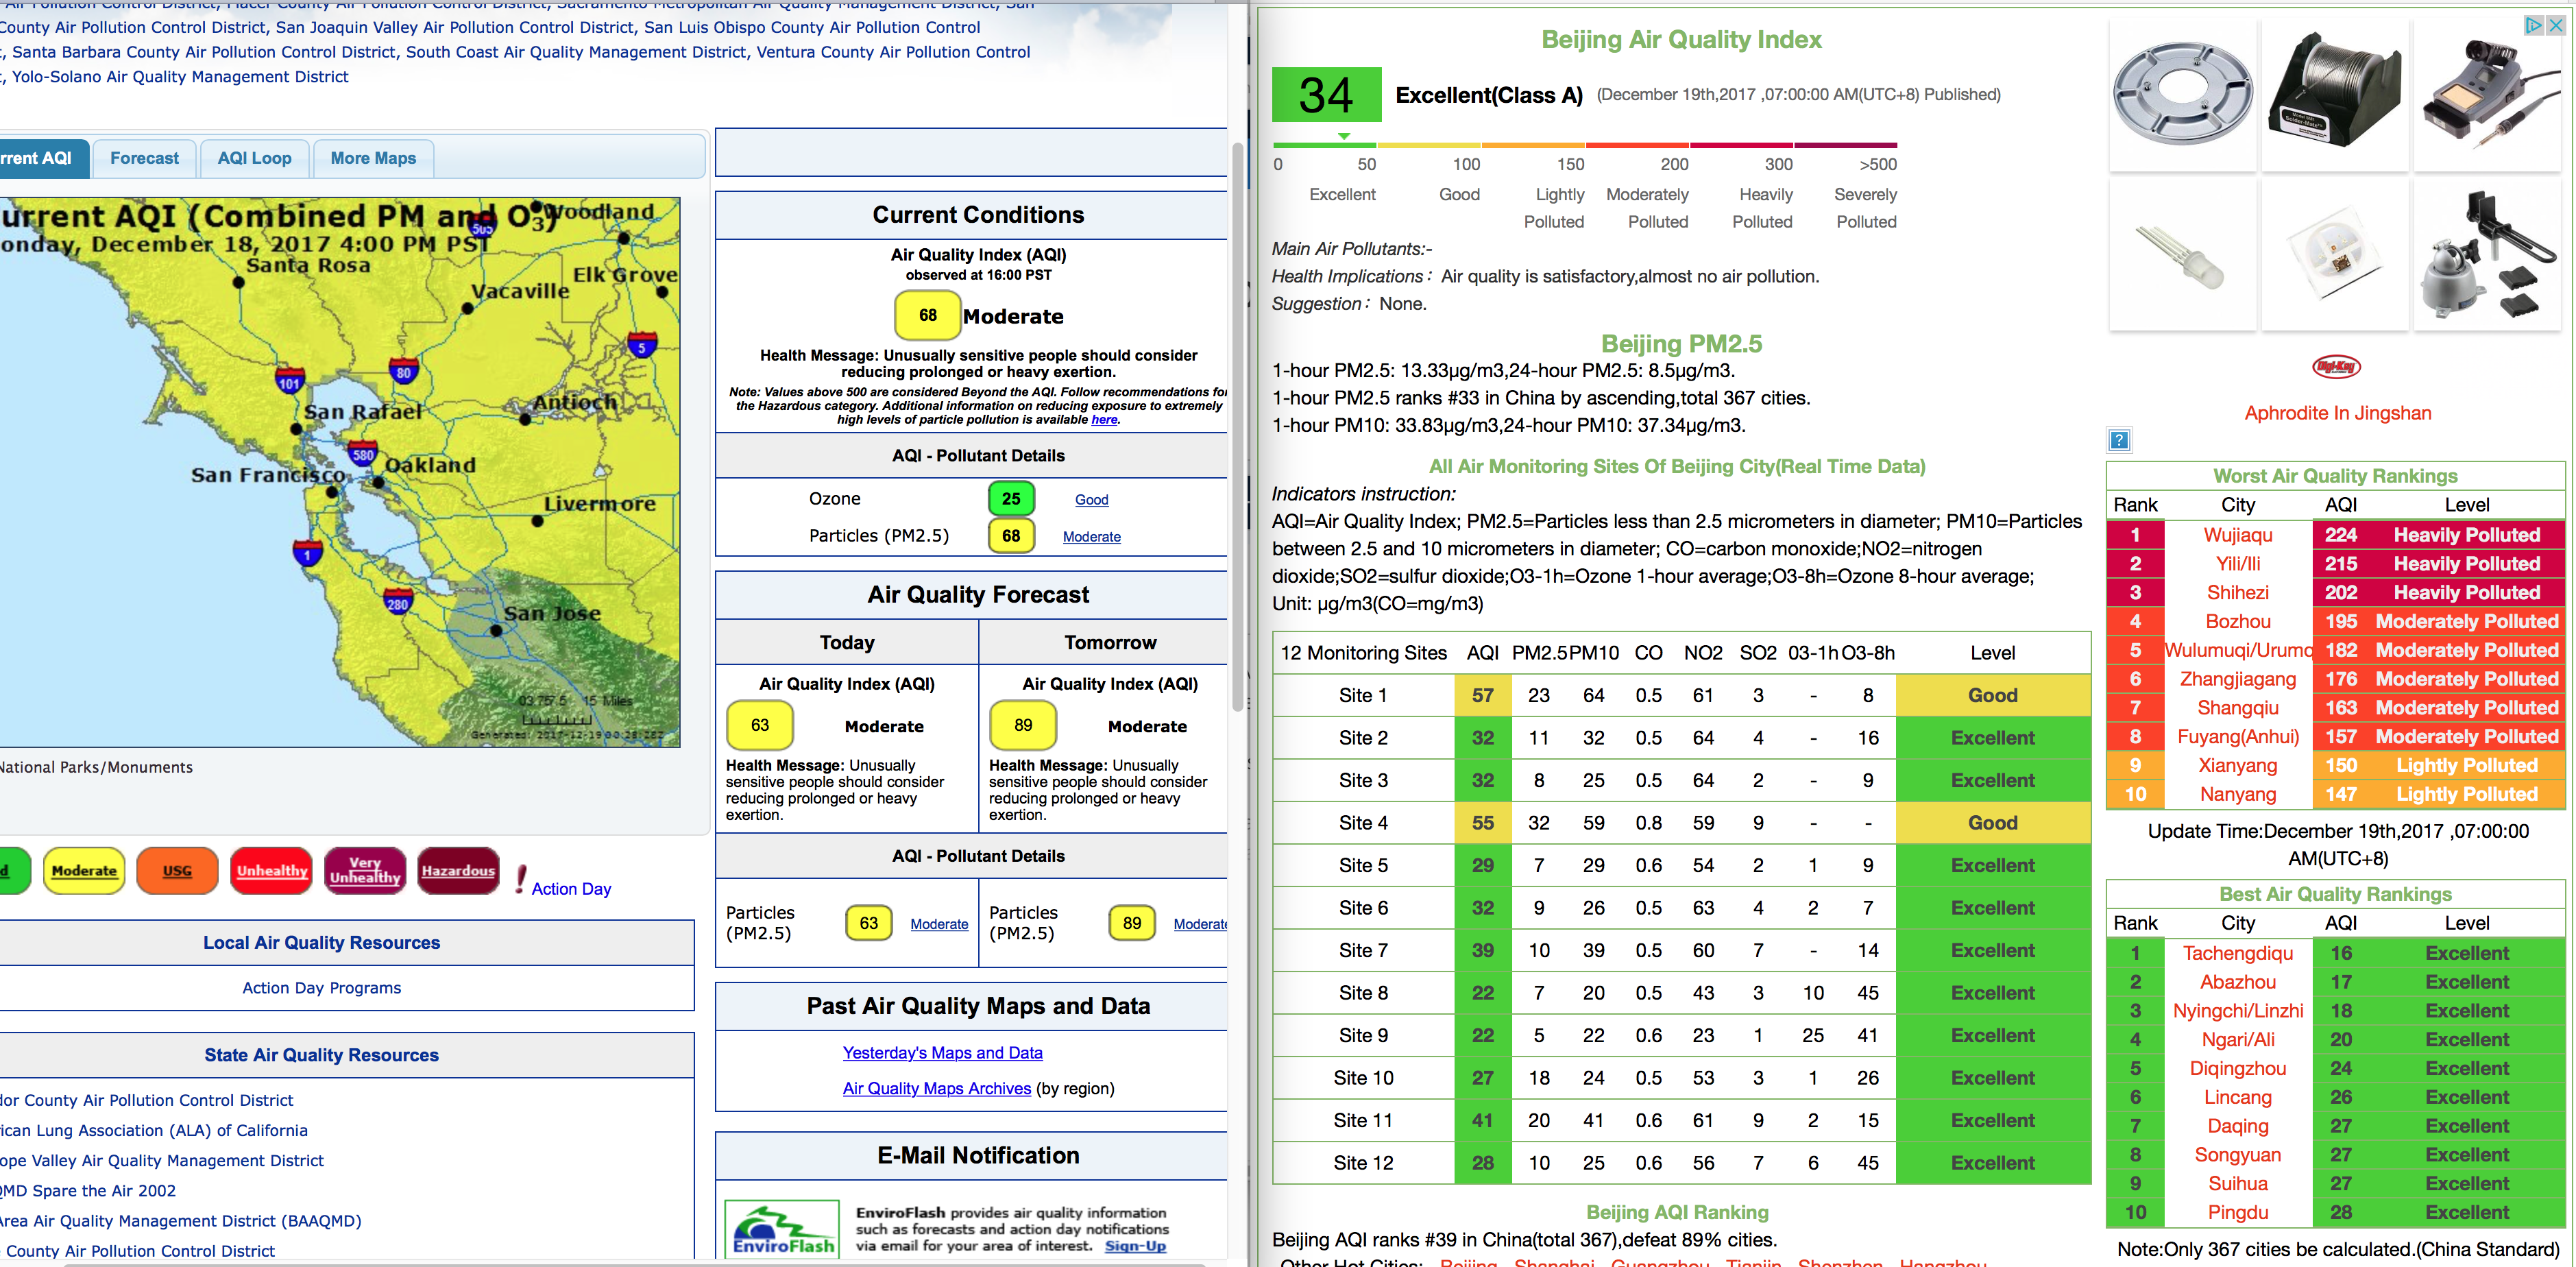 Air Pollution Control District, Placer County Air Pollution Control District, Sacramento Metropolitan Air Pollution Control District, San
County Air Pollution Control District, San Joaquin Valley Air Pollution Control District, San Luis Obispo County Air Pollution Control
, Santa Barbara County Air Pollution Control District, South Coast Air Quality Management District, Ventura County Air Pollution Control
, Yolo-Solano Air Quality Management District
rrent AQI
Forecast
AQI Loop
More Maps
urrent AQI (Combined PM and O3)
onday, December 18, 2017 4:00 PM PST
Woodland
505
Santa Rosa
Elk Grove
Vacaville
5
101
80
San Rafael
Antioch
580
Oakland
San Francisco
Livermore
1
280
San Jose
15 Miles
National Parks/Monuments
d
Moderate
USG
Unhealthy
Very
Unhealthy
Hazardous
! Action Day
Local Air Quality Resources
Action Day Programs
State Air Quality Resources
dor County Air Pollution Control District
ican Lung Association (ALA) of California
ope Valley Air Quality Management District
QMD Spare the Air 2002
Area Air Quality Management District (BAAQMD)
County Air Pollution Control District
Current Conditions
Air Quality Index (AQI)
observed at 16:00 PST
68 Moderate
Health Message: Unusually sensitive people should consider
reducing prolonged or heavy exertion.
Note: Values above 500 are considered Beyond the AQI. Follow recommendations for
the Hazardous category. Additional information on reducing exposure to extremely
high levels of particle pollution is available here.
AQI - Pollutant Details
Ozone 25 Good
Particles (PM2.5) 68 Moderate
Air Quality Forecast
Today Tomorrow
Air Quality Index (AQI) Air Quality Index (AQI)
63 Moderate 89 Moderate
Health Message: Unusually
sensitive people should consider
reducing prolonged or heavy
exertion.
Health Message: Unusually
sensitive people should consider
reducing prolonged or heavy
exertion.
AQI - Pollutant Details
Particles
(PM2.5)
63 Moderate
Particles
(PM2.5)
89 Moderate
Past Air Quality Maps and Data
Yesterday's Maps and Data
Air Quality Maps Archives (by region)
E-Mail Notification
EnviroFlash
EnviroFlash provides air quality information
such as forecasts and action day notifications
via email for your area of interest. Sign-Up
Beijing Air Quality Index
34 Excellent(Class A) (December 19th,2017 ,07:00:00 AM(UTC+8) Published)
0 50 100 150 200 300 >500
Excellent Good Lightly Moderately Heavily Severely
Polluted Polluted Polluted Polluted
Main Air Pollutants:-
Health Implications : Air quality is satisfactory,almost no air pollution.
Suggestion : None.
Beijing PM2.5
1-hour PM2.5: 13.33µg/m3,24-hour PM2.5: 8.5µg/m3.
1-hour PM2.5 ranks #33 in China by ascending,total 367 cities.
1-hour PM10: 33.83µg/m3,24-hour PM10: 37.34µg/m3.
All Air Monitoring Sites Of Beijing City(Real Time Data)
Indicators instruction:
AQI=Air Quality Index; PM2.5=Particles less than 2.5 micrometers in diameter; PM10=Particles
between 2.5 and 10 micrometers in diameter; CO=carbon monoxide;NO2=nitrogen
dioxide;SO2=sulfur dioxide;O3-1h=Ozone 1-hour average;O3-8h=Ozone 8-hour average;
Unit: µg/m3(CO=mg/m3)
12 Monitoring Sites AQI PM2.5 PM10 CO NO2 SO2 03-1h O3-8h Level
Site 1 57 23 64 0.5 61 3 - 8 Good
Site 2 32 11 32 0.5 64 4 - 16 Excellent
Site 3 32 8 25 0.5 64 2 - 9 Excellent
Site 4 55 32 59 0.8 59 9 - - Good
Site 5 29 7 29 0.6 54 2 1 9 Excellent
Site 6 32 9 26 0.5 63 4 2 7 Excellent
Site 7 39 10 39 0.5 60 7 - 14 Excellent
Site 8 22 7 20 0.5 43 3 10 45 Excellent
Site 9 22 5 22 0.6 23 1 25 41 Excellent
Site 10 27 18 24 0.5 53 3 1 26 Excellent
Site 11 41 20 41 0.6 61 9 2 15 Excellent
Site 12 28 10 25 0.6 56 7 6 45 Excellent
Beijing AQI Ranking
Beijing AQI ranks #39 in China(total 367),defeat 89% cities.
Other Hot Cities: Beijing Shanghai Guangzhou Tianjin Shenzhen Hangzhou
Digi-Key
Aphrodite In Jingshan
?
Worst Air Quality Rankings
Rank City AQI Level
1 Wujiaqu 224 Heavily Polluted
2 Yili/Ili 215 Heavily Polluted
3 Shihezi 202 Heavily Polluted
4 Bozhou 195 Moderately Polluted
5 Wulumuqi/Urumq 182 Moderately Polluted
6 Zhangjiagang 176 Moderately Polluted
7 Shangqiu 163 Moderately Polluted
8 Fuyang(Anhui) 157 Moderately Polluted
9 Xianyang 150 Lightly Polluted
10 Nanyang 147 Lightly Polluted
Update Time:December 19th,2017 ,07:00:00
AM(UTC+8)
Best Air Quality Rankings
Rank City AQI Level
1 Tachengdiqu 16 Excellent
2 Abazhou 17 Excellent
3 Nyingchi/Linzhi 18 Excellent
4 Ngari/Ali 20 Excellent
5 Diqingzhou 24 Excellent
6 Lincang 26 Excellent
7 Daqing 27 Excellent
8 Songyuan 27 Excellent
9 Suihua 27 Excellent
10 Pingdu 28 Excellent
Note:Only 367 cities be calculated.(China Standard)